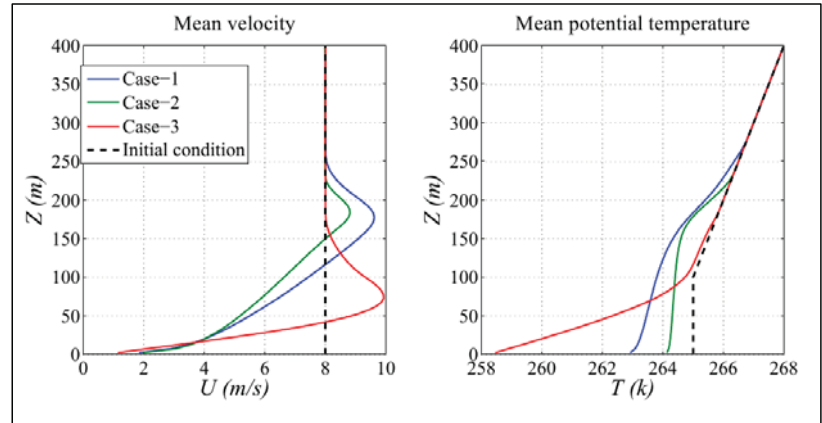 Mean velocity
400
350
300
250
200
150
100
50
0
Z (m)
Case−1
Case−2
Case−3
Initial condition
0 2 4 6 8 10
U (m/s)
Mean potential temperature
400
350
300
250
200
150
100
50
0
Z (m)
258 260 262 264 266 268
T (k)